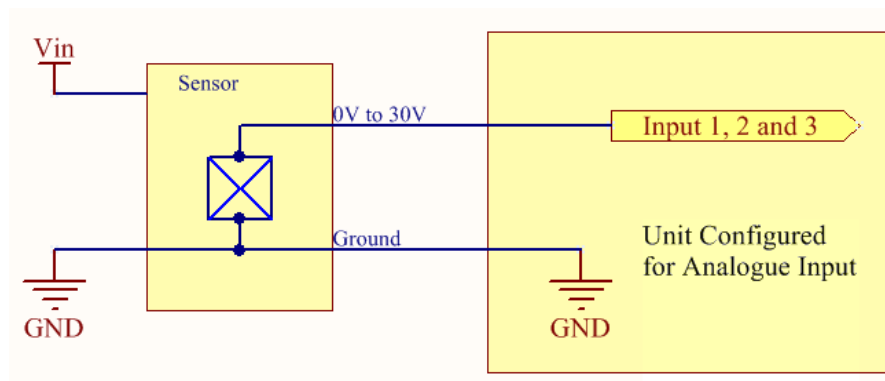 Vin
Sensor
0V to 30V
Input 1, 2 and 3
Ground
Unit Configured
for Analogue Input
GND
GND